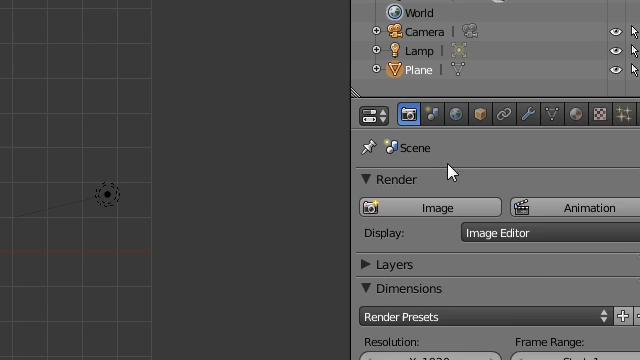 World
Camera
Lamp
Plane
Scene
Render
Image
Animation
Display:
Image Editor
Layers
Dimensions
Render Presets
Resolution:
Frame Range: